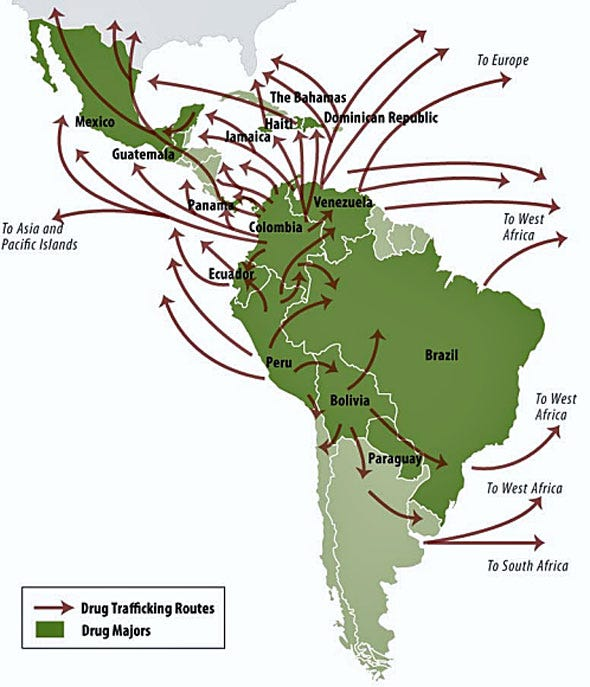 To Europe
The Bahamas
Haiti
Dominican Republic
Mexico
Jamaica
Guatemala
Panama
Venezuela
Colombia
To Asia and
Pacific Islands
To West
Africa
Ecuador
Brazil
Peru
Bolivia
To West
Africa
Paraguay
To West Africa
To South Africa
Drug Trafficking Routes
Drug Majors